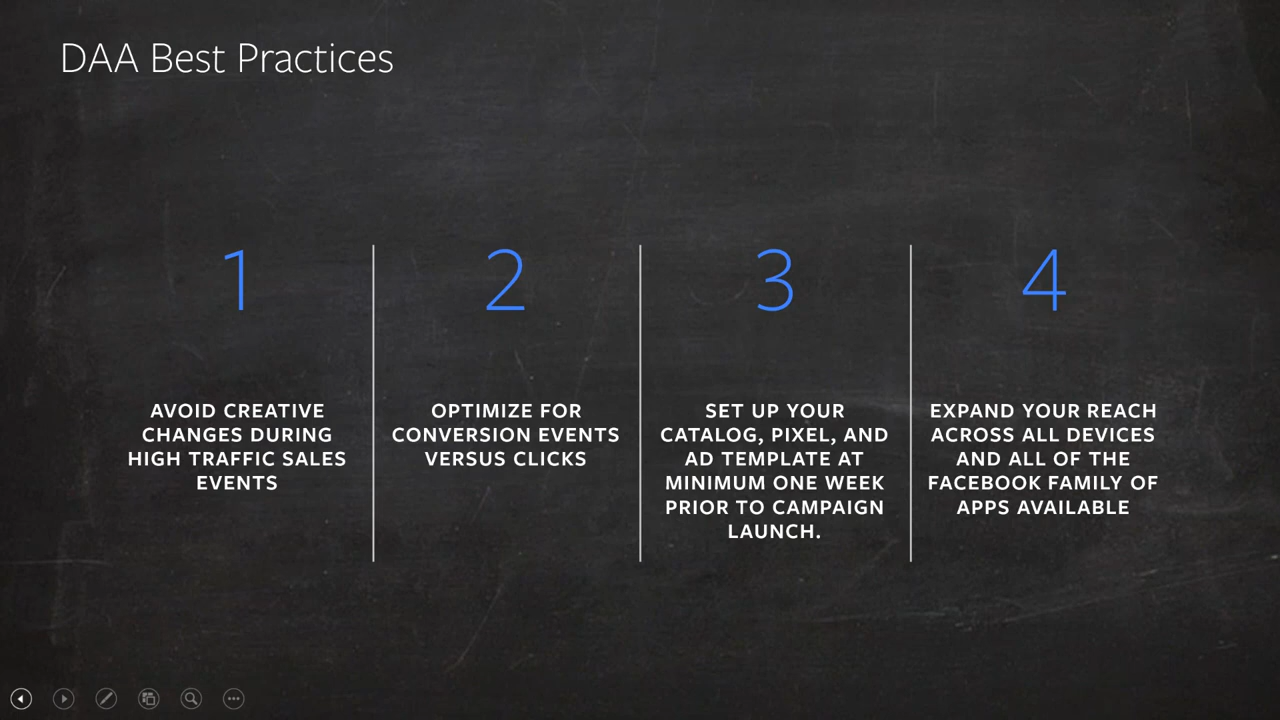 DAA Best Practices
1
AVOID CREATIVE
CHANGES DURING
HIGH TRAFFIC SALES
EVENTS
2
OPTIMIZE FOR
CONVERSION EVENTS
VERSUS CLICKS
3
SET UP YOUR
CATALOG, PIXEL, AND
AD TEMPLATE AT
MINIMUM ONE WEEK
PRIOR TO CAMPAIGN
LAUNCH.
4
EXPAND YOUR REACH
ACROSS ALL DEVICES
AND ALL OF THE
FACEBOOK FAMILY OF
APPS AVAILABLE